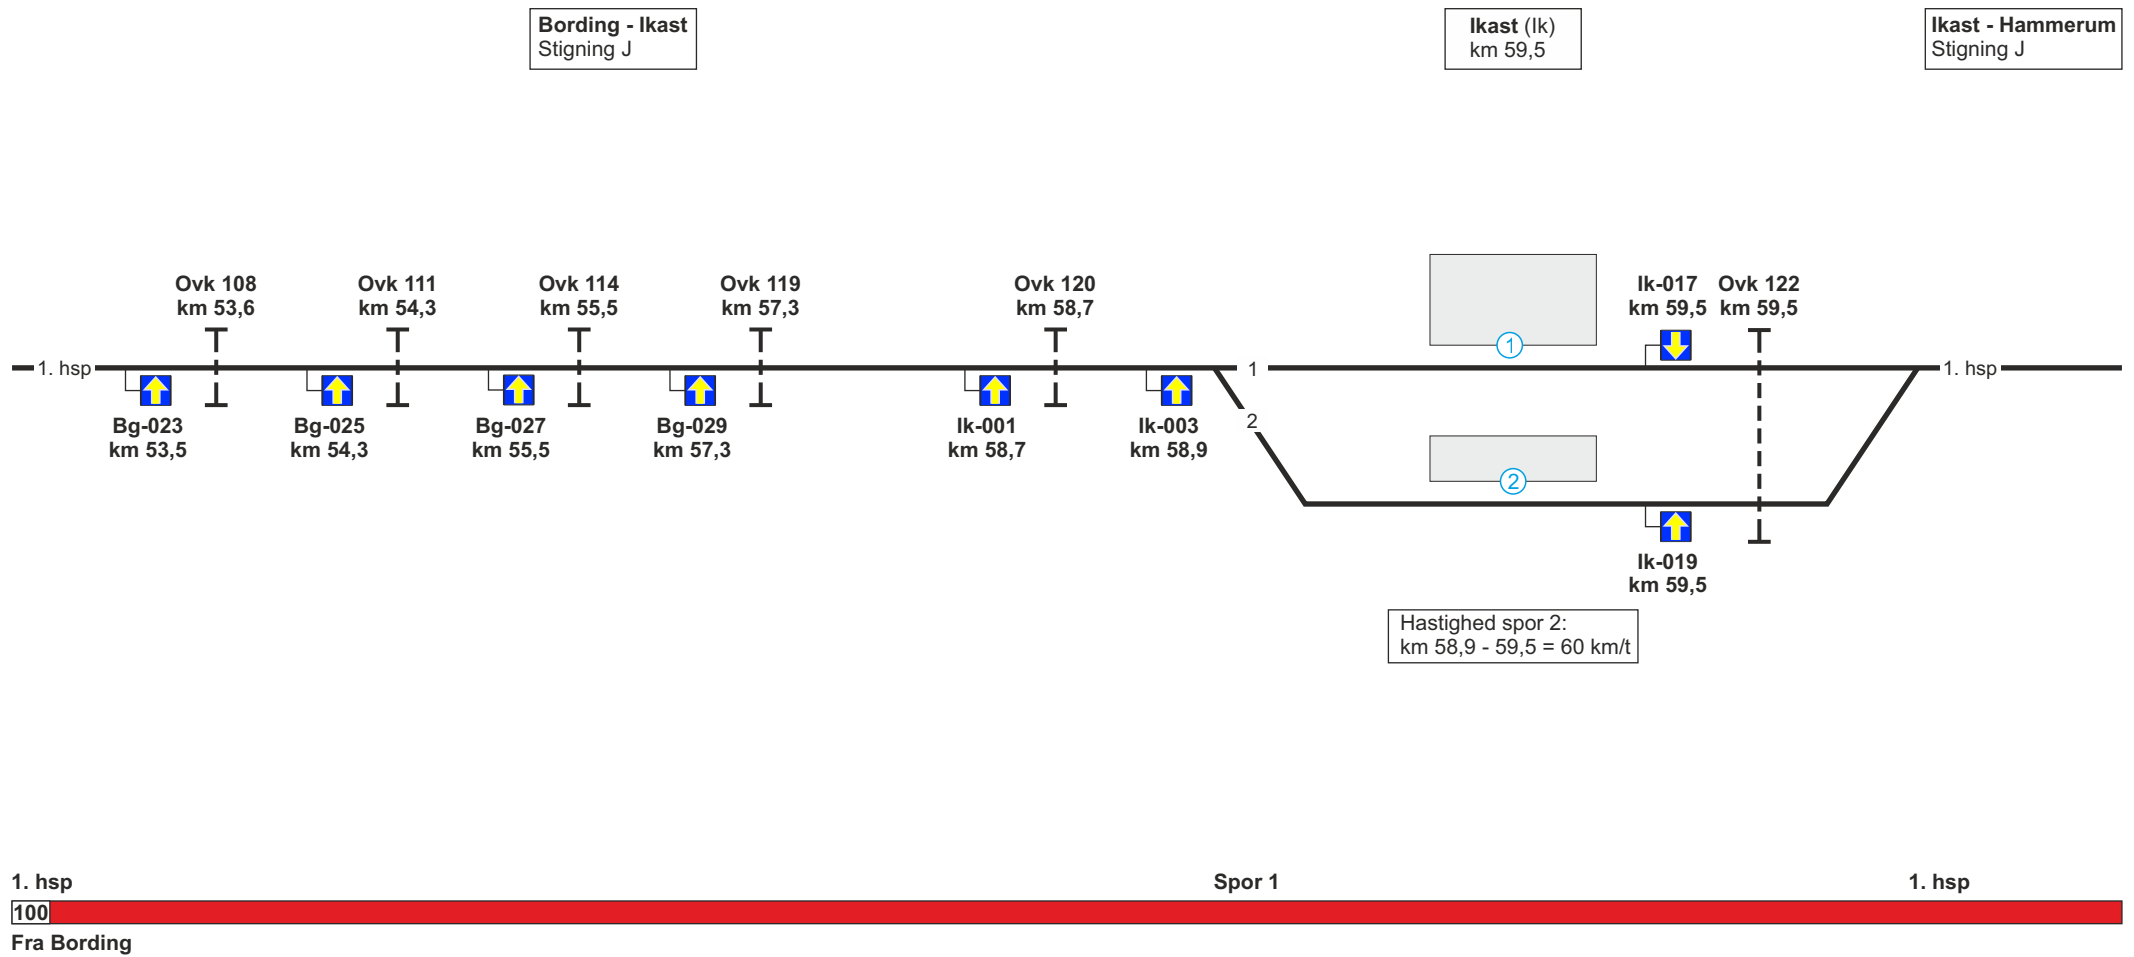 Bording - Ikast
Stigning J
Ikast (Ik)
km 59,5
Ikast - Hammerum
Stigning J
Ovk 108
km 53,6
Ovk 111
km 54,3
Ovk 114
km 55,5
Ovk 119
km 57,3
Ovk 120
km 58,7
Ik-017
km 59,5
Ovk 122
km 59,5
1
1. hsp
1
1. hsp
Bg-023
km 53,5
Bg-025
km 54,3
Bg-027
km 55,5
Bg-029
km 57,3
Ik-001
km 58,7
Ik-003
km 58,9
2
2
Ik-019
km 59,5
Hastighed spor 2:
km 58,9 - 59,5 = 60 km/t
1. hsp
Spor 1
1. hsp
100
Fra Bording